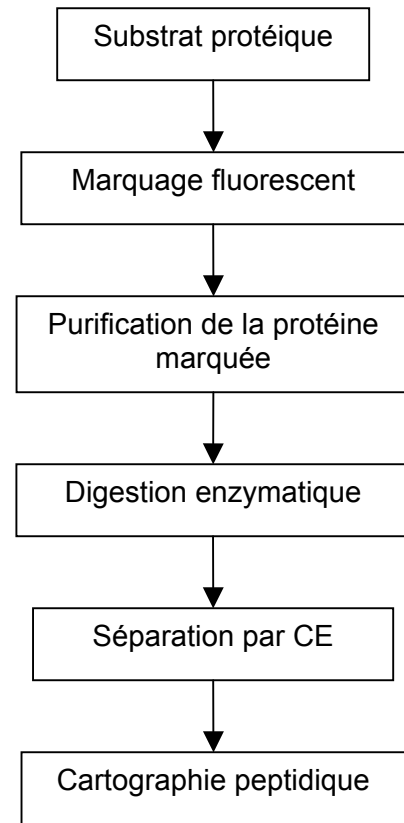 Substrat protéique
Marquage fluorescent
Purification de la protéine
marquée
Digestion enzymatique
Séparation par CE
Cartographie peptidique